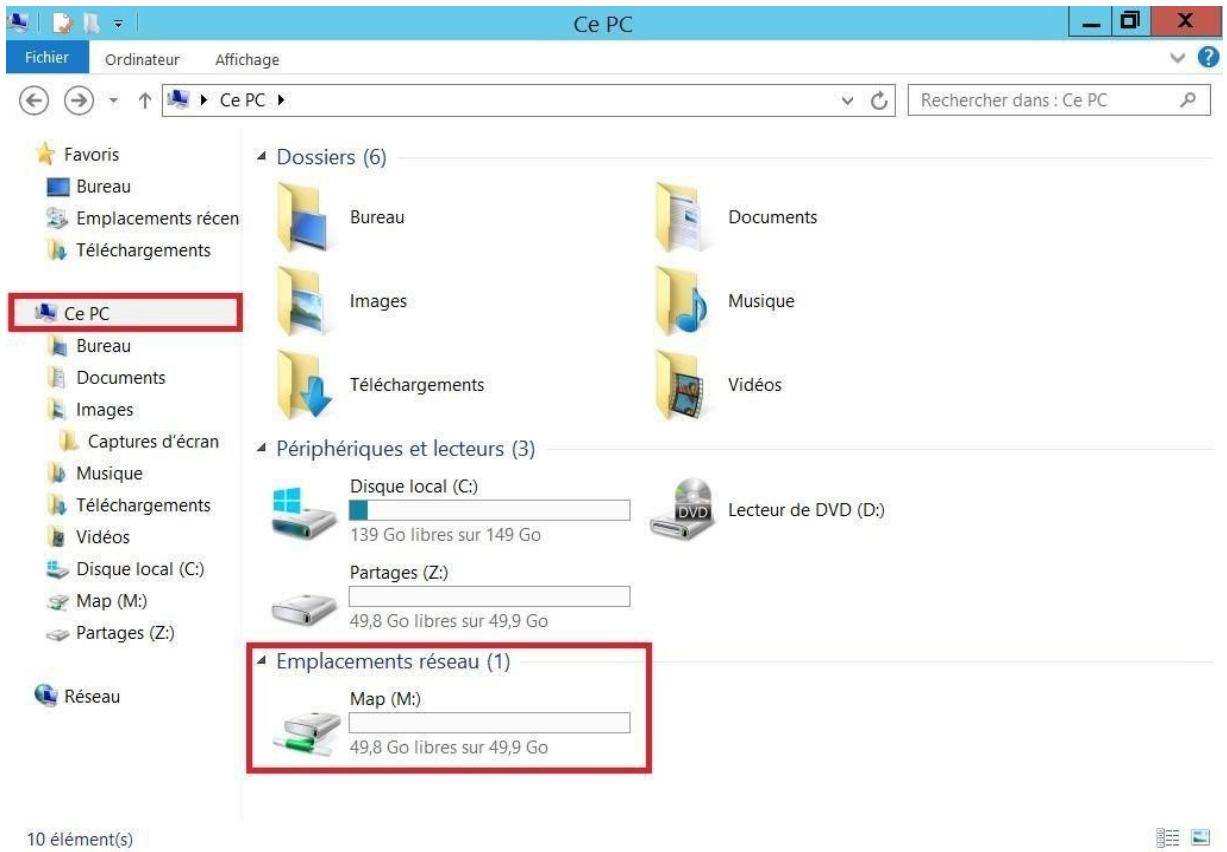 Ce PC
Fichier Ordinateur Affichage
Ce PC
Rechercher dans : Ce PC
Favoris
Bureau
Emplacements récen
Téléchargements
Ce PC
Bureau
Documents
Images
Captures d'écran
Musique
Téléchargements
Vidéos
Disque local (C:)
Map (M:)
Partages (Z:)
Réseau
Dossiers (6)
Bureau
Documents
Images
Musique
Téléchargements
Vidéos
Périphériques et lecteurs (3)
Disque local (C:)
139 Go libres sur 149 Go
DVD
Lecteur de DVD (D:)
Partages (Z:)
49,8 Go libres sur 49,9 Go
Emplacements réseau (1)
Map (M:)
49,8 Go libres sur 49,9 Go
10 élément(s)